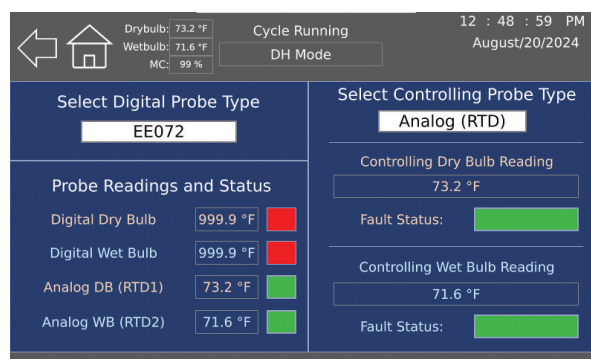 Drybulb: 73.2 °F
Wetbulb: 71.6 °F
MC: 99 %
Cycle Running
DH Mode
12 : 48 : 59 PM
August/20/2024
Select Digital Probe Type
EE072
Probe Readings and Status
Digital Dry Bulb 999.9 °F
Digital Wet Bulb 999.9 °F
Analog DB (RTD1) 73.2 °F
Analog WB (RTD2) 71.6 °F
Select Controlling Probe Type
Analog (RTD)
Controlling Dry Bulb Reading
73.2 °F
Fault Status:
Controlling Wet Bulb Reading
71.6 °F
Fault Status: